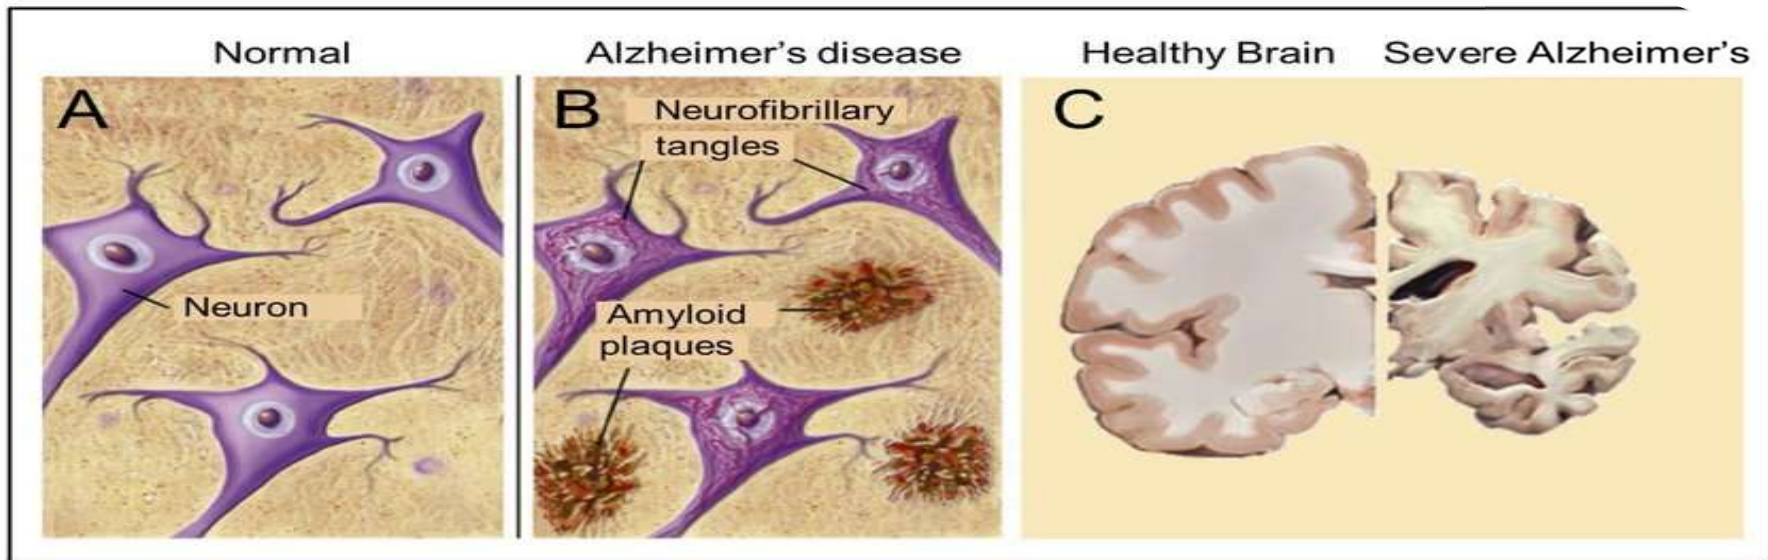 Normal
Alzheimer's disease
Healthy Brain
Severe Alzheimer's
A
Neuron
B
Neurofibrillary
tangles
Amyloid
plaques
C